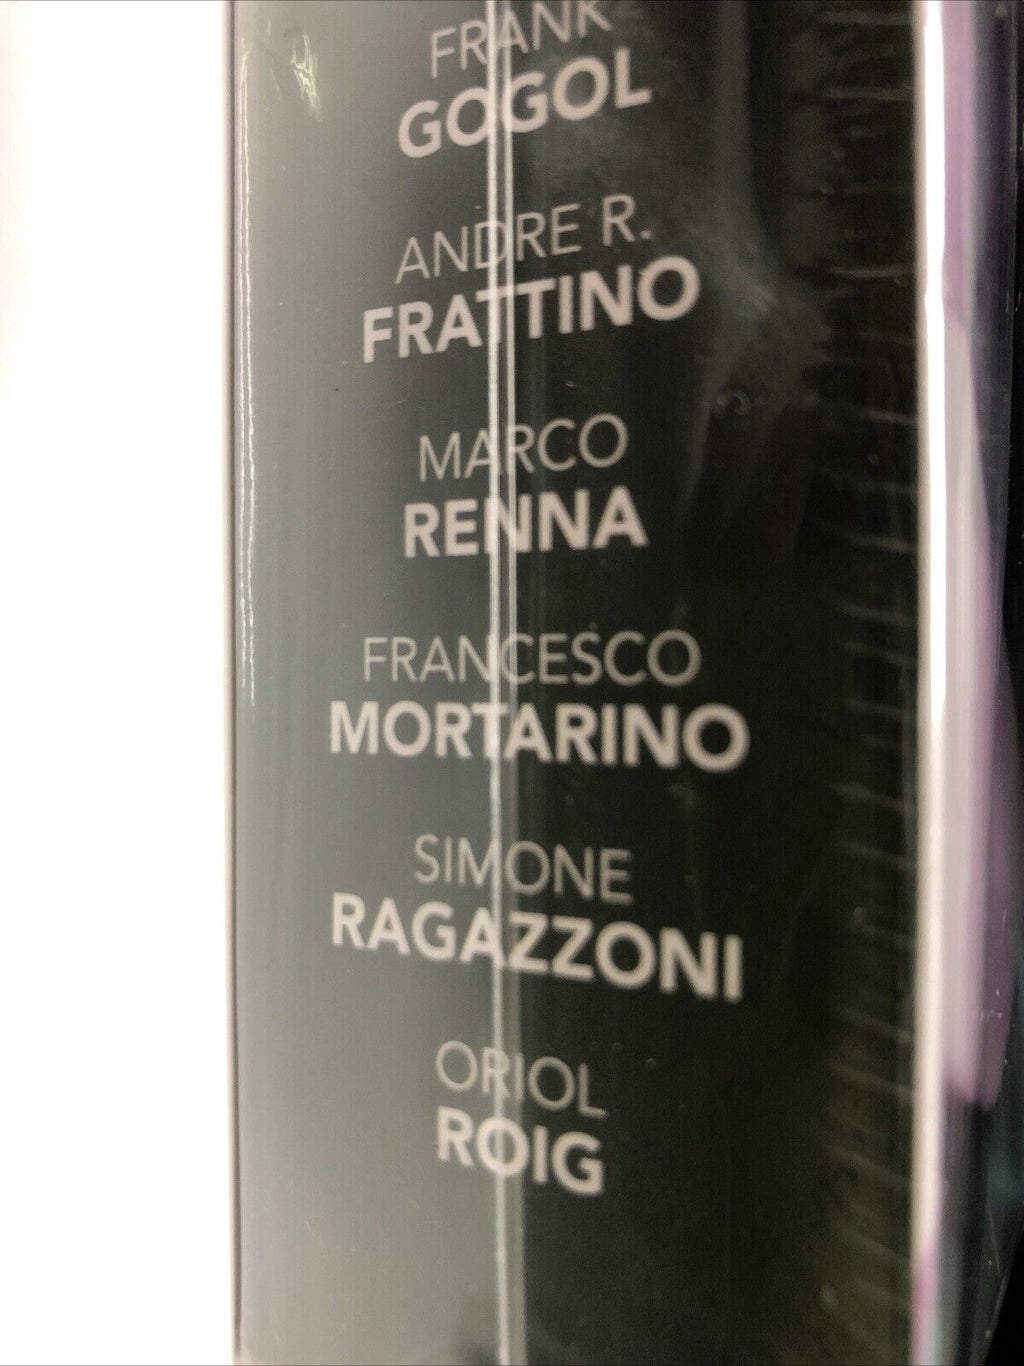 FRANK
GOGOL
ANDRE R.
FRATTINO
MARCO
RENNA
FRANCESCO
MORTARINO
SIMONE
RAGAZZONI
ORIOL
ROIG